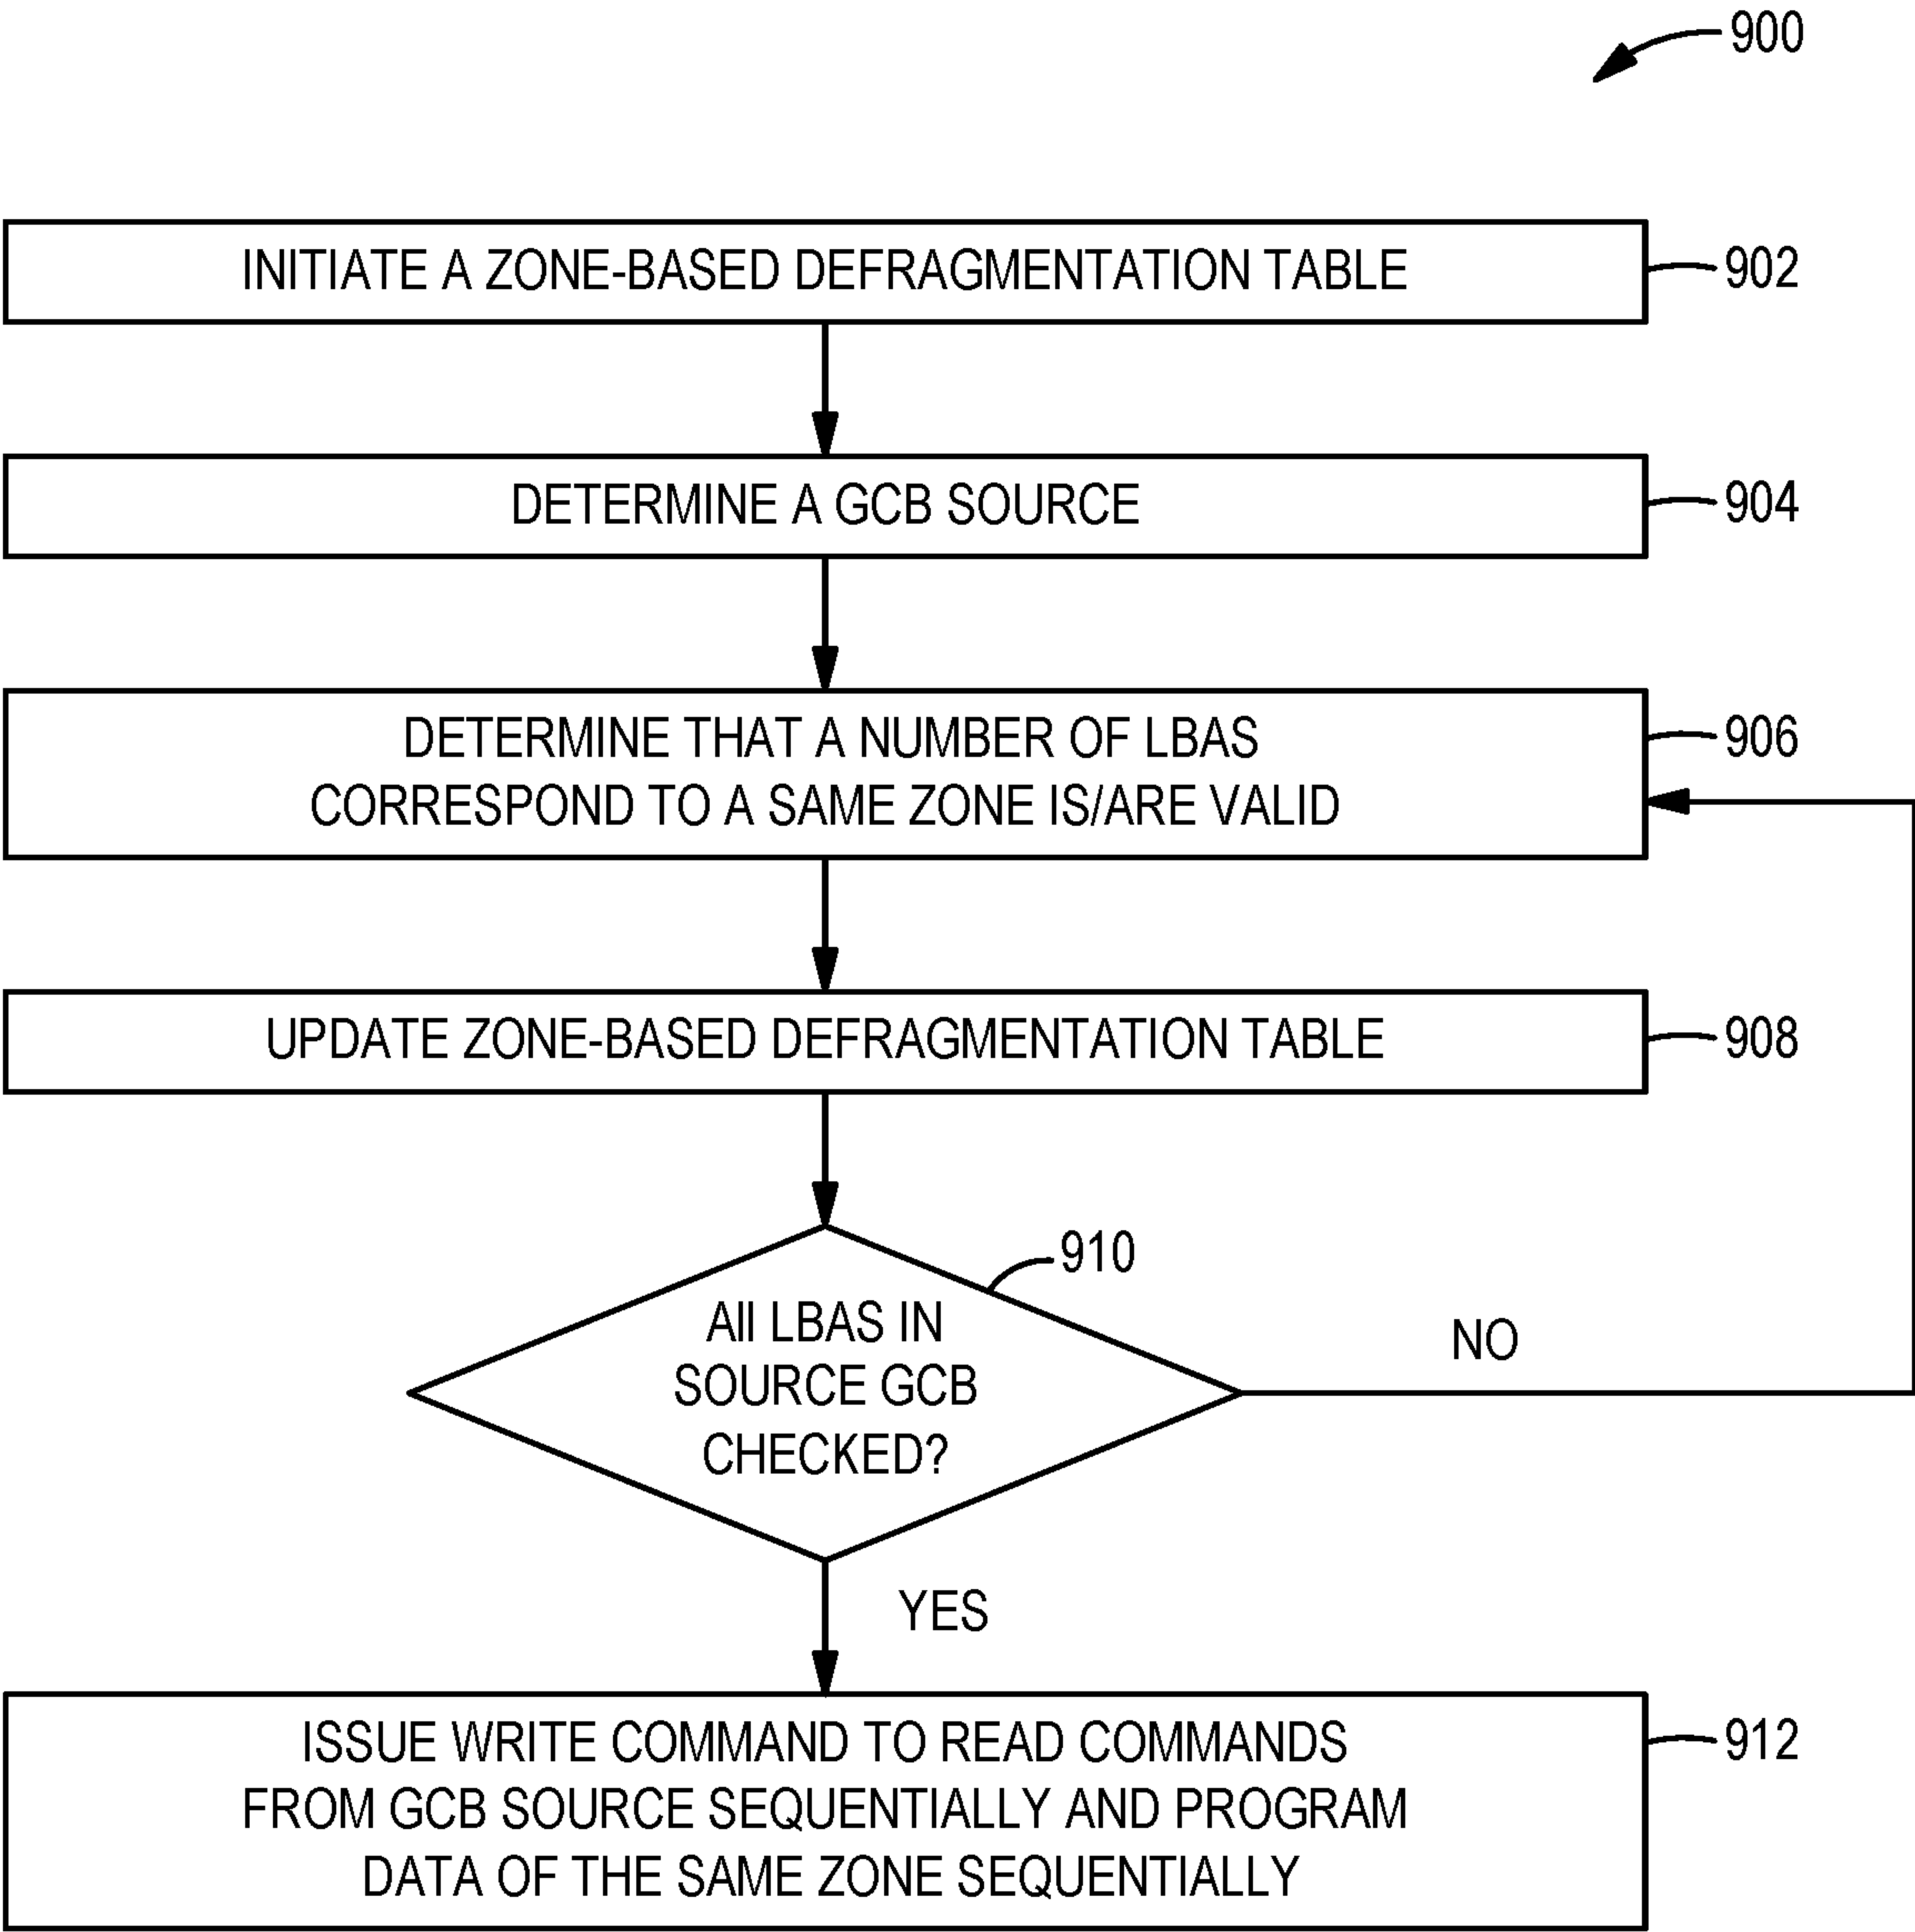 900
INITIATE A ZONE-BASED DEFRAGMENTATION TABLE
902
DETERMINE A GCB SOURCE
904
DETERMINE THAT A NUMBER OF LBAS
CORRESPOND TO A SAME ZONE IS/ARE VALID
906
UPDATE ZONE-BASED DEFRAGMENTATION TABLE
908
910
All LBAS IN
SOURCE GCB
CHECKED?
NO
YES
ISSUE WRITE COMMAND TO READ COMMANDS
FROM GCB SOURCE SEQUENTIALLY AND PROGRAM
DATA OF THE SAME ZONE SEQUENTIALLY
912